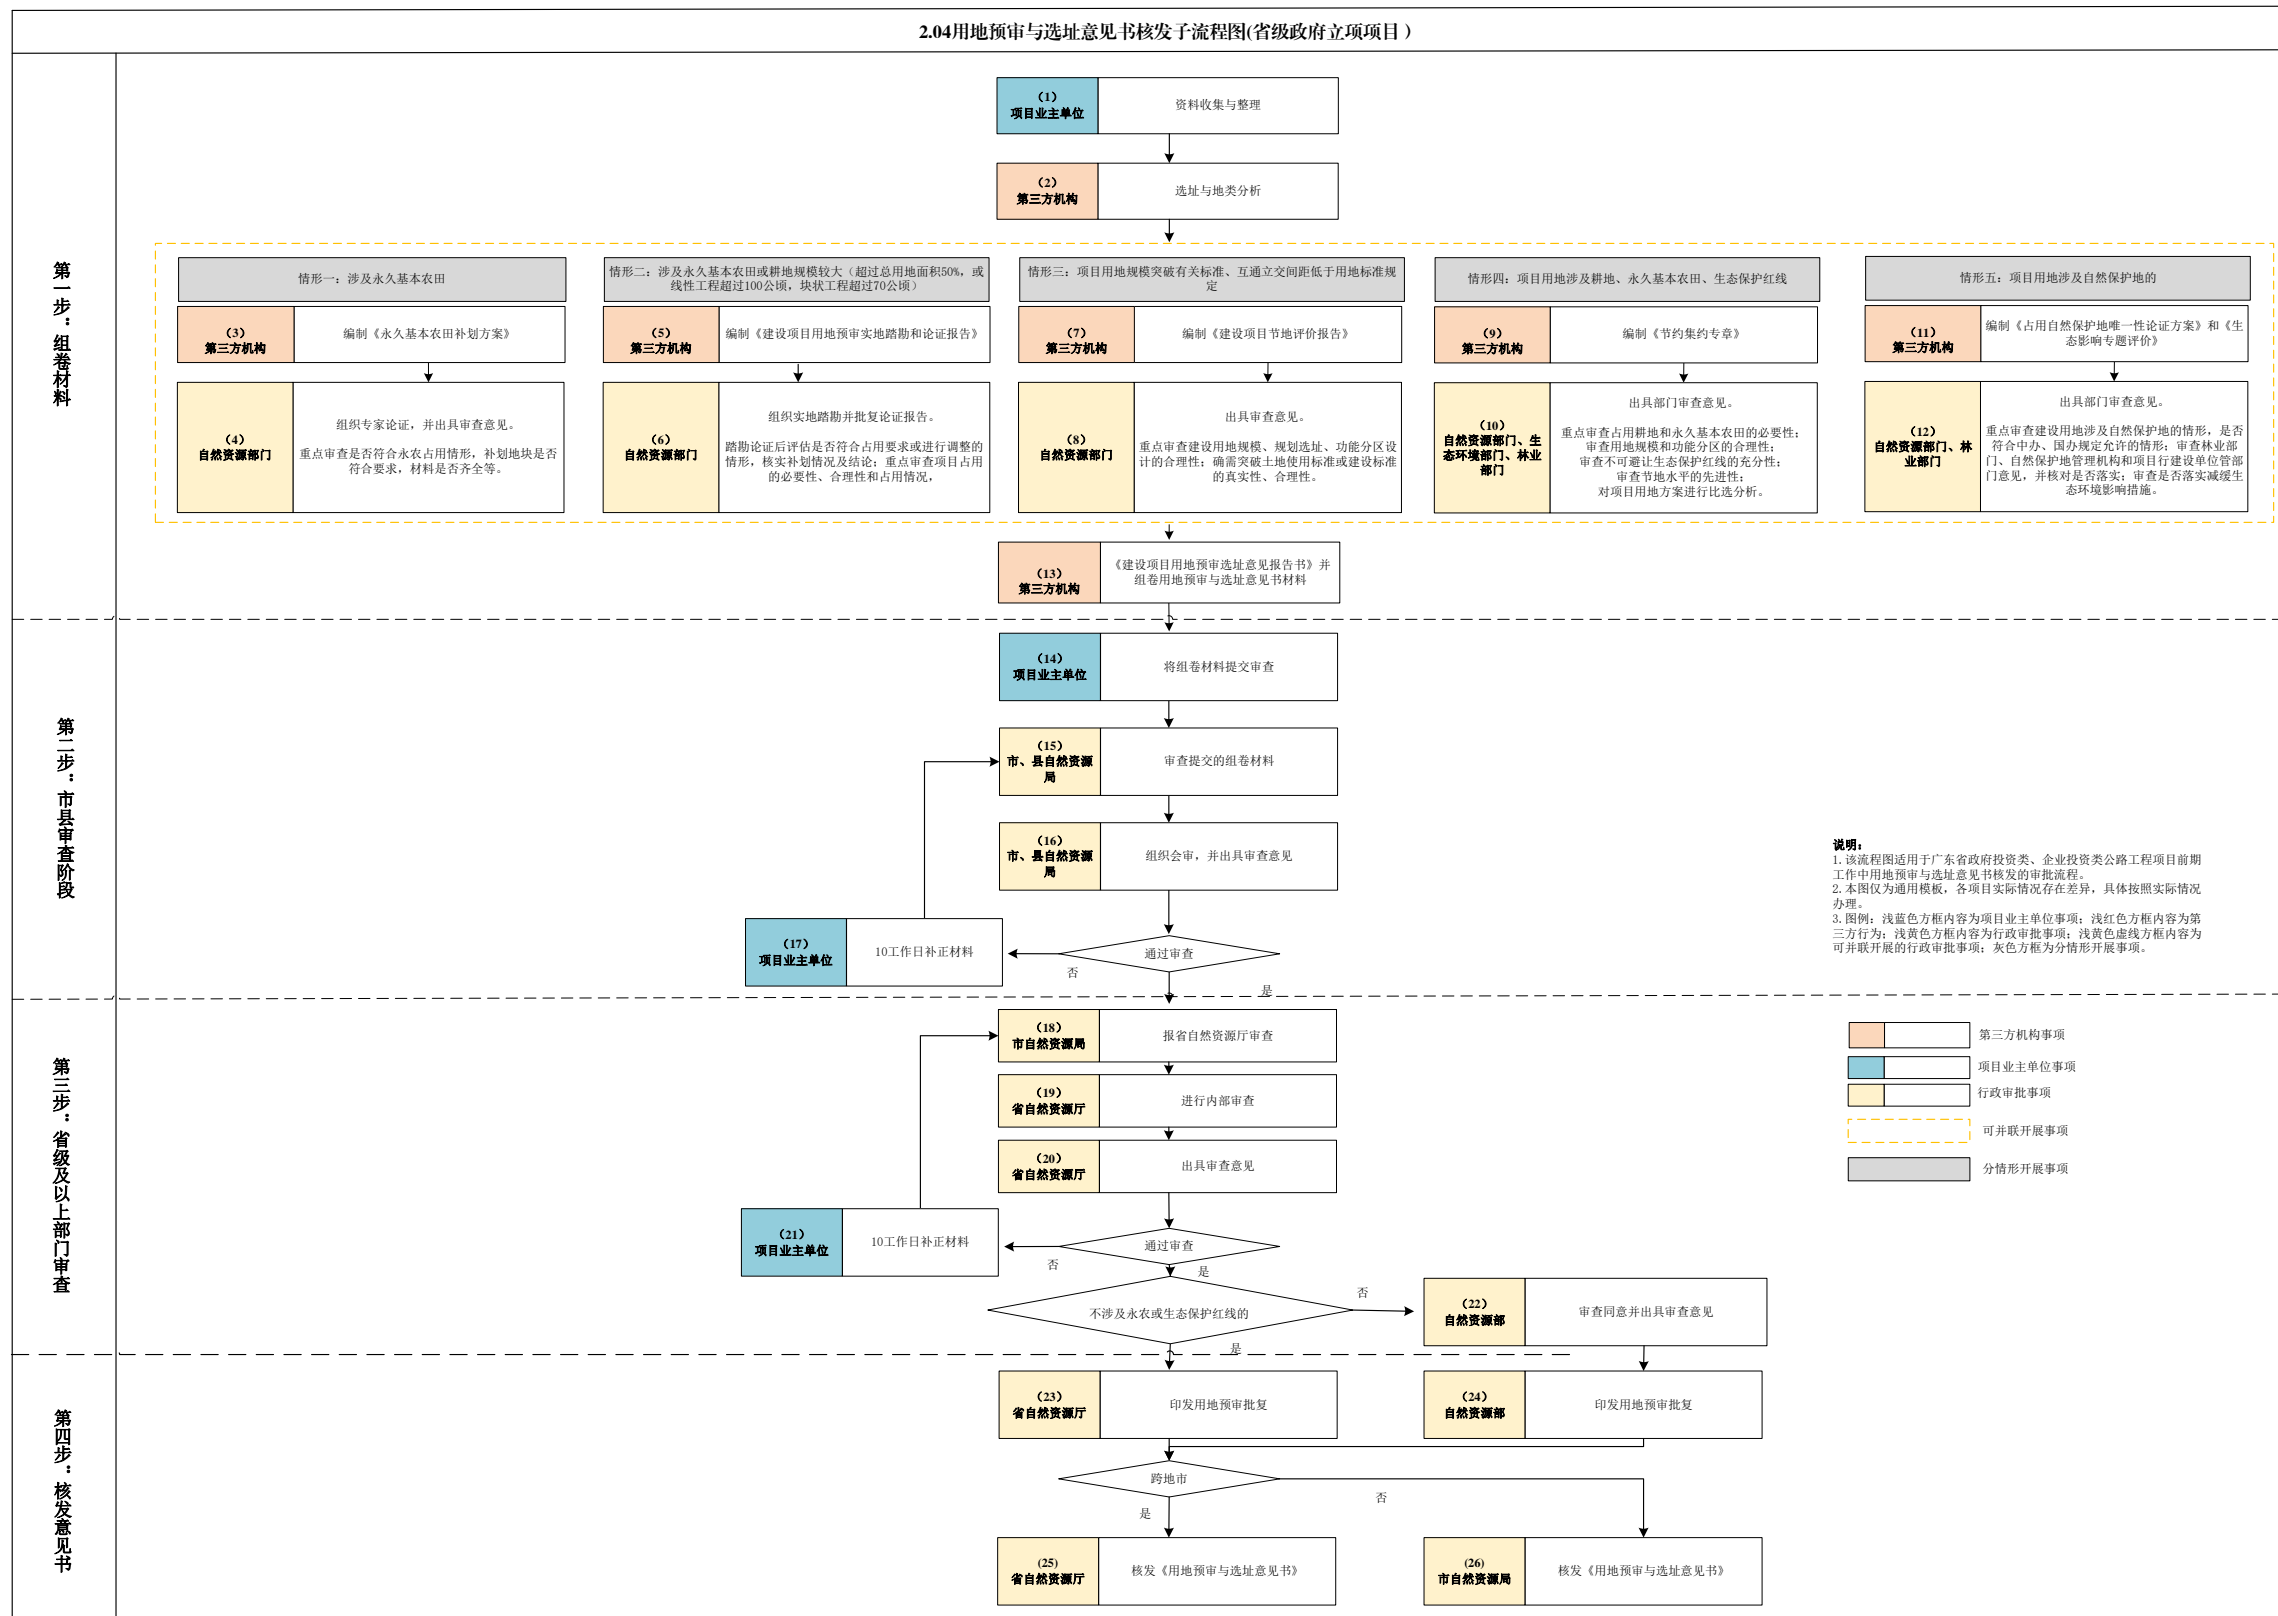 2.04用地预审与选址意见书核发子流程图(省级政府立项项目）
第一步：组卷材料
（1）
项目业主单位
资料收集与整理
（2）
第三方机构
选址与地类分析
情形一：涉及永久基本农田
（3）
第三方机构
编制《永久基本农田补划方案》
（4）
自然资源部门
组织专家论证，并出具审查意见。
重点审查是否符合永农占用情形，补划地块是否
符合要求，材料是否齐全等。
情形二：涉及永久基本农田或耕地规模较大（超过总用地面积50%，或
线性工程超过100公顷，块状工程超过70公顷）
（5）
第三方机构
编制《建设项目用地预审实地踏勘和论证报告》
（6）
自然资源部门
组织实地踏勘并批复论证报告。
踏勘论证后评估是否符合占用要求或进行调整的
情形，核实补划情况及结论；重点审查项目占用
的必要性、合理性和占用情况，
情形三：项目用地规模突破有关标准、互通立交间距低于用地标准规
定
（7）
第三方机构
编制《建设项目节地评价报告》
（8）
自然资源部门
出具审查意见。
重点审查建设用地规模、规划选址、功能分区设
计的合理性；确需突破土地使用标准或建设标准
的真实性、合理性。
情形四：项目用地涉及耕地、永久基本农田、生态保护红线
（9）
第三方机构
编制《节约集约专章》
（10）
自然资源部门、生
态环境部门、林业
部门
出具部门审查意见。
重点审查占用耕地和永久基本农田的必要性；
审查用地规模和功能分区的合理性；
审查不可避让生态保护红线的充分性；
审查节地水平的先进性；
对项目用地方案进行比选分析。
情形五：项目用地涉及自然保护地的
（11）
第三方机构
编制《占用自然保护地唯一性论证方案》和《生
态影响专题评价》
（12）
自然资源部门、林
业部门
出具部门审查意见。
重点审查建设用地涉及自然保护地的情形，是否
符合中办、国办规定允许的情形；审查林业部
门、自然保护地管理机构和项目行建设单位管部
门意见，并核对是否落实；审查是否落实减缓生
态环境影响措施。
（13）
第三方机构
《建设项目用地预审选址意见报告书》并
组卷用地预审与选址意见书材料
第二步：市县审查阶段
（14）
项目业主单位
将组卷材料提交审查
（15）
市、县自然资源
局
审查提交的组卷材料
（16）
市、县自然资源
局
组织会审，并出具审查意见
（17）
项目业主单位
10工作日补正材料
通过审查
否
是
说明：
1.该流程图适用于广东省政府投资类、企业投资类公路工程项目前期
工作中用地预审与选址意见书核发的审批流程。
2.本图仅为通用模板，各项目实际情况存在差异，具体按照实际情况
办理。
3.图例：浅蓝色方框内容为项目业主单位事项；浅红色方框内容为第
三方行为；浅黄色方框内容为行政审批事项；浅黄色虚线方框内容为
可并联开展的行政审批事项；灰色方框为分情形开展事项。
第三步：省级及以上部门审查
（18）
市自然资源局
报省自然资源厅审查
（19）
省自然资源厅
进行内部审查
（20）
省自然资源厅
出具审查意见
（21）
项目业主单位
10工作日补正材料
通过审查
否
是
不涉及永农或生态保护红线的
否
是
（22）
自然资源部
审查同意并出具审查意见
第三方机构事项
项目业主单位事项
行政审批事项
可并联开展事项
分情形开展事项
第四步：核发意见书
（23）
省自然资源厅
印发用地预审批复
（24）
自然资源部
印发用地预审批复
跨地市
是
否
(25)
省自然资源厅
核发《用地预审与选址意见书》
(26)
市自然资源局
核发《用地预审与选址意见书》